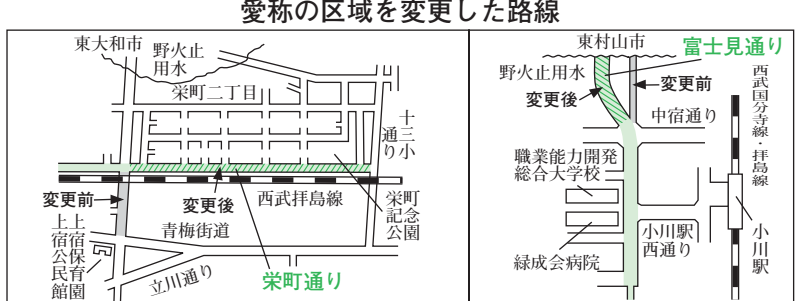 愛称の区域を変更した路線
東大和市
野火止
用水
栄町二丁目
十三小
通り
変更前
変更後
西武拝島線
栄町
記念
公園
上宿公民館
上宿保育園
青梅街道
立川通り
栄町通り
東村山市
富士見通り
野火止用水
変更前
変更後
中宿通り
西武国分寺線・拝島線
職業能力開発
総合大学校
小川駅
西通り
小川駅
緑成会病院